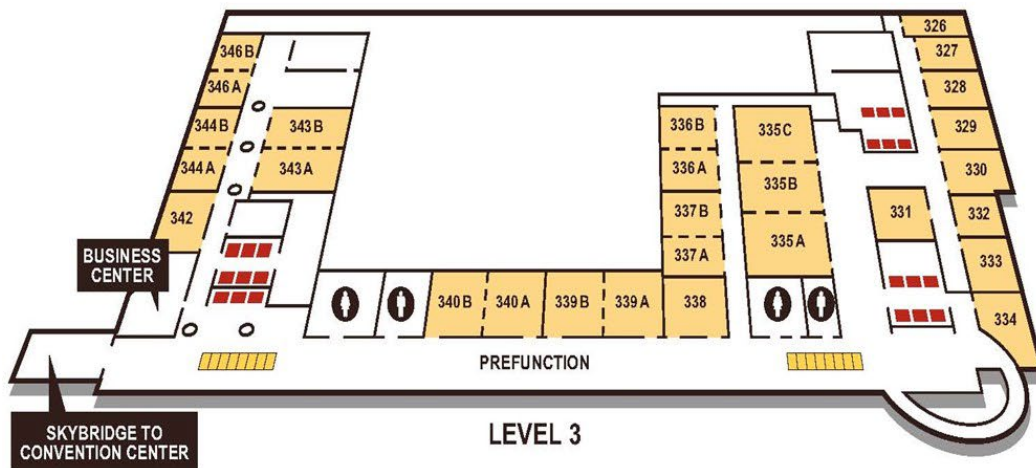 326
346 B
327
346 A
328
344 B
343 B
336 B
335 C
329
344 A
343 A
336 A
330
335 B
342
337 B
331
332
335 A
BUSINESS
CENTER
337 A
333
340 B
340 A
339 B
339 A
338
334
PREFUNCTION
SKYBRIDGE TO
CONVENTION CENTER
LEVEL 3